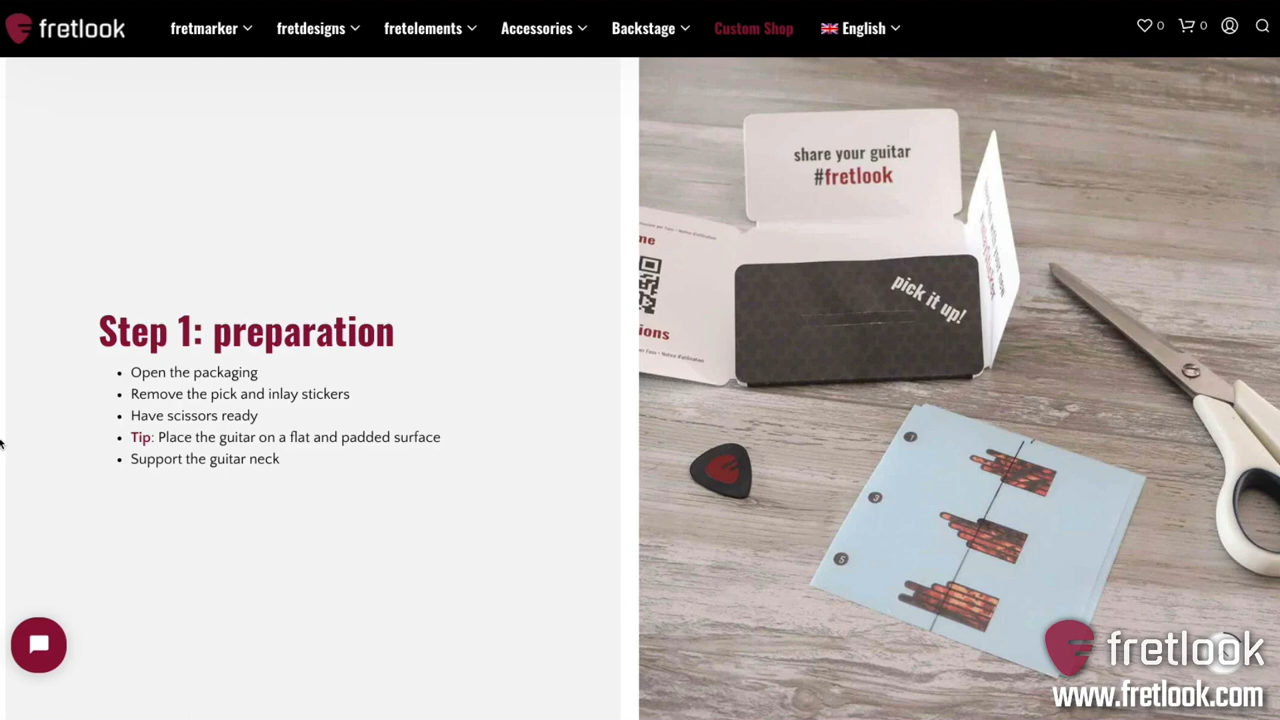 fretlook
fretmarker
fretdesigns
fretelements
Accessories
Backstage
Custom Shop
English
0
0
Step 1: preparation
• Open the packaging
• Remove the pick and inlay stickers
• Have scissors ready
• Tip: Place the guitar on a flat and padded surface
• Support the guitar neck
share your guitar
#fretlook
me
ions
pick it up!
1
3
5
fretlook
www.fretlook.com